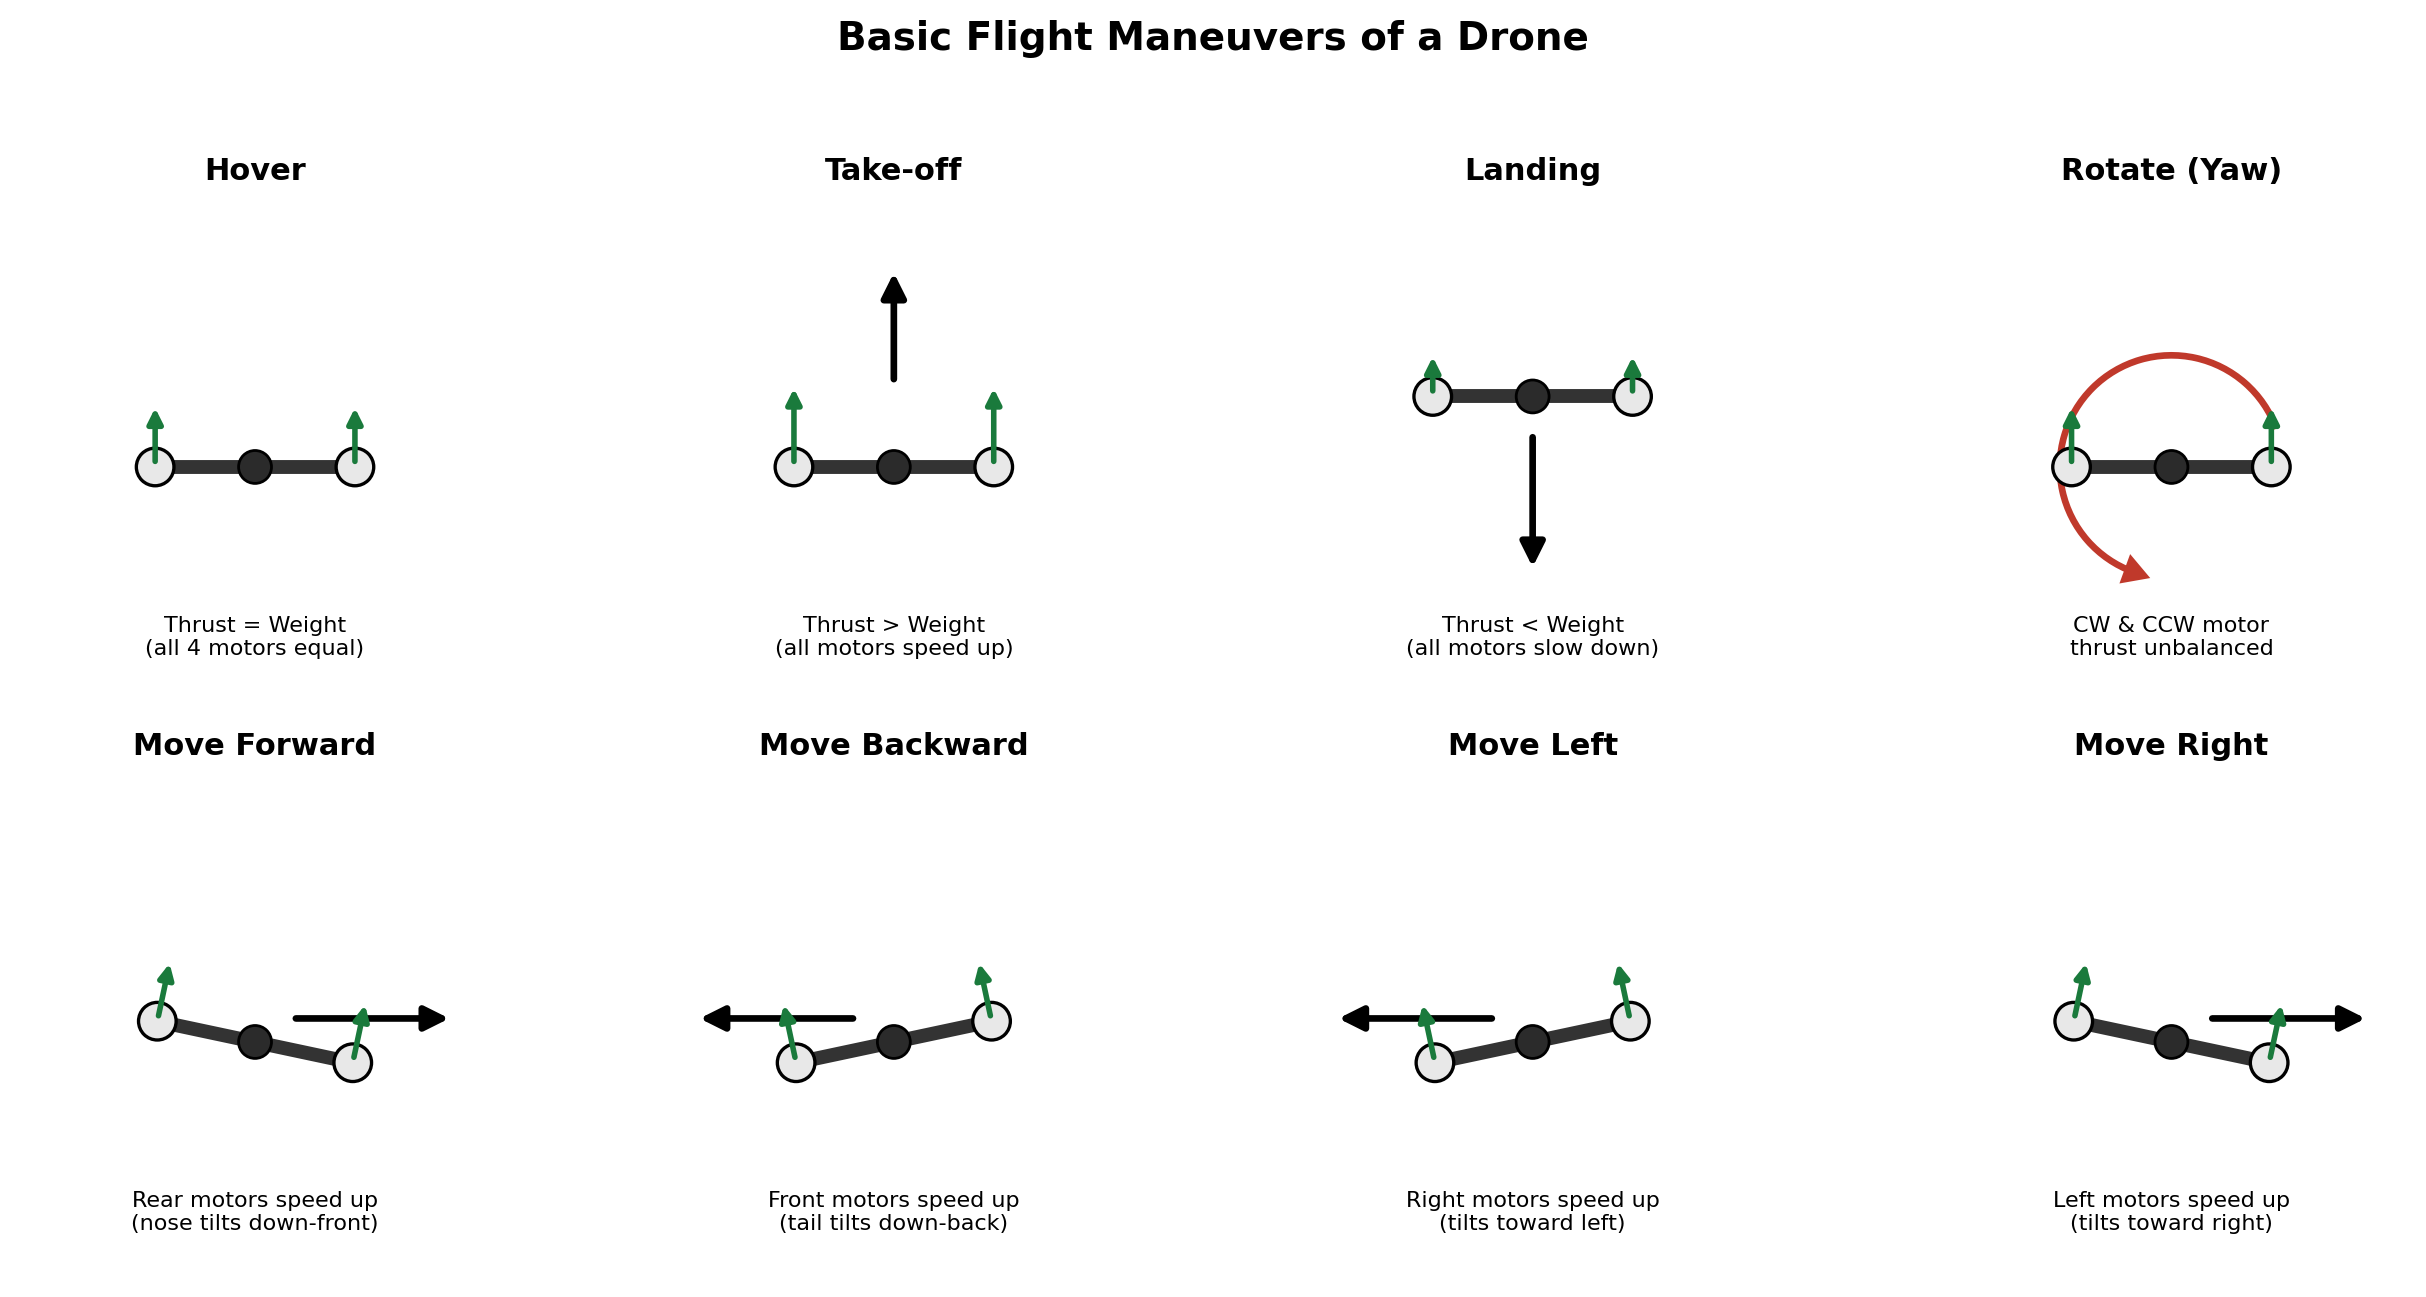 Basic Flight Maneuvers of a Drone
Hover
Thrust = Weight
(all 4 motors equal)
Take-off
Thrust > Weight
(all motors speed up)
Landing
Thrust < Weight
(all motors slow down)
Rotate (Yaw)
CW & CCW motor
thrust unbalanced
Move Forward
Rear motors speed up
(nose tilts down-front)
Move Backward
Front motors speed up
(tail tilts down-back)
Move Left
Right motors speed up
(tilts toward left)
Move Right
Left motors speed up
(tilts toward right)